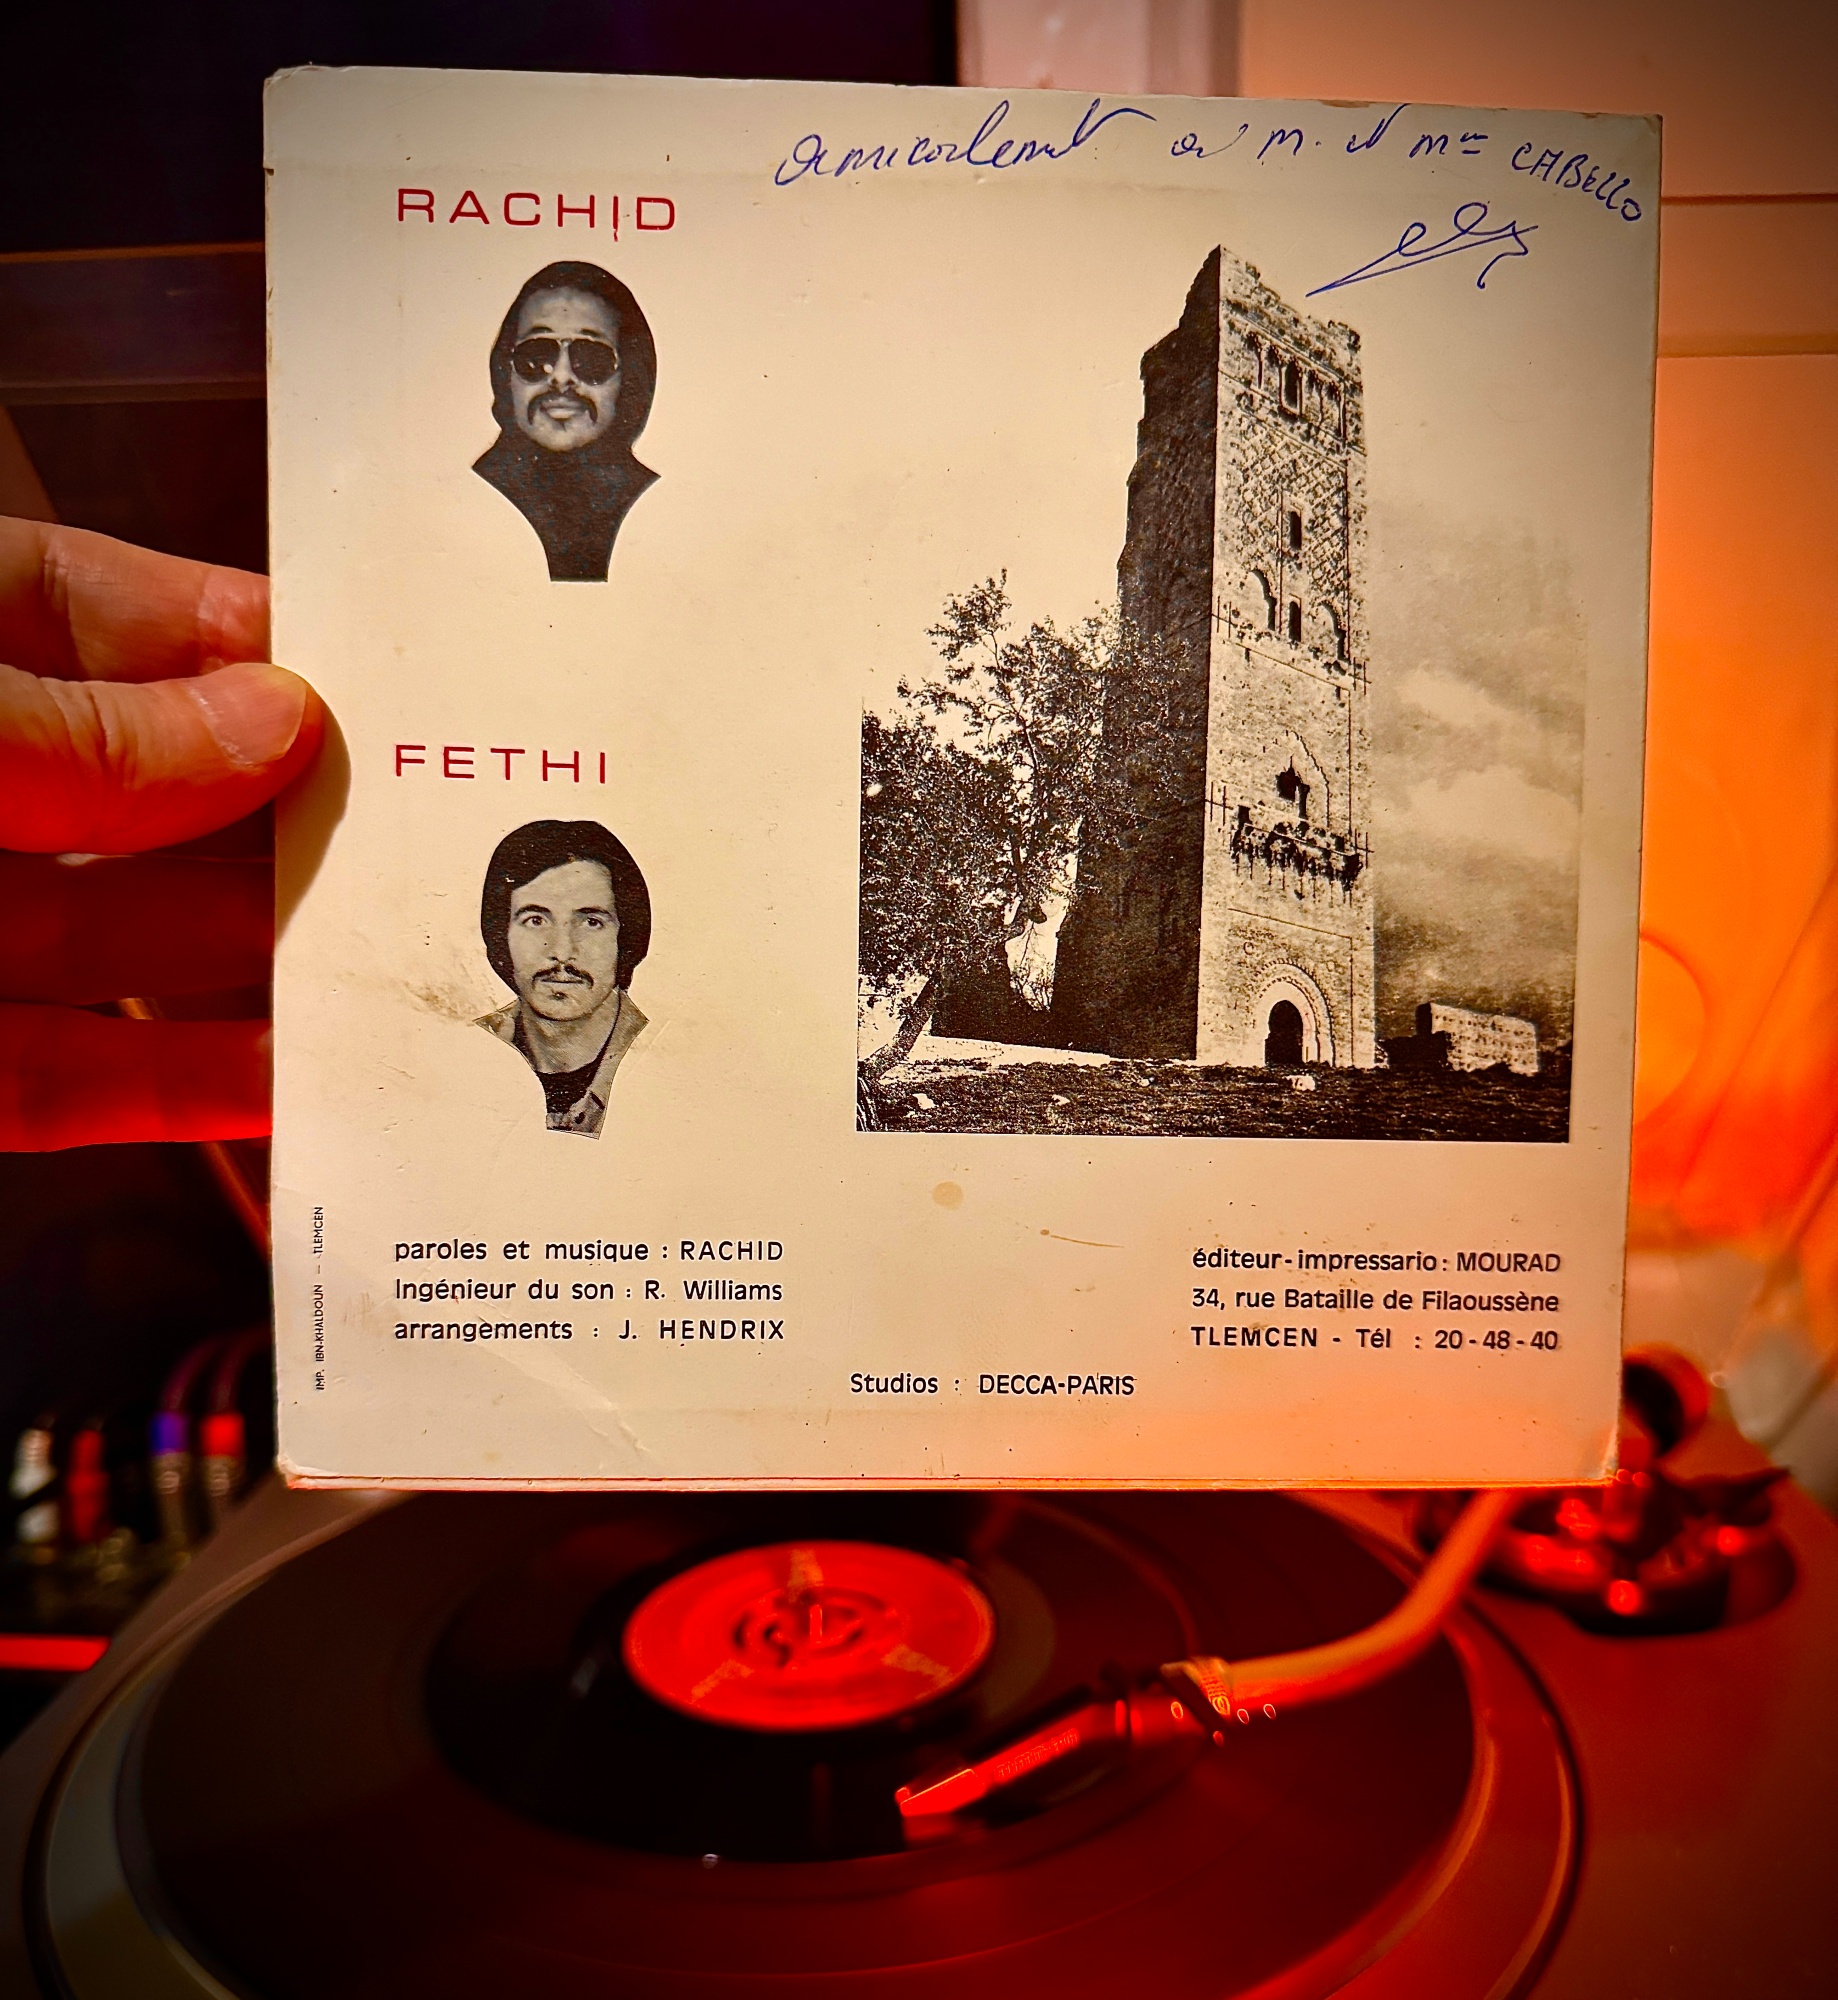 amicalement à M. et Mme CABELLO
RACHID
FETHI
paroles et musique : RACHID
Ingénieur du son : R. Williams
arrangements : J. HENDRIX
éditeur-impressario : MOURAD
34, rue Bataille de Filaoussène
TLEMCEN - Tél : 20-48-40
Studios : DECCA-PARIS
IMP. IBN-KHALDOUN — TLEMCEN